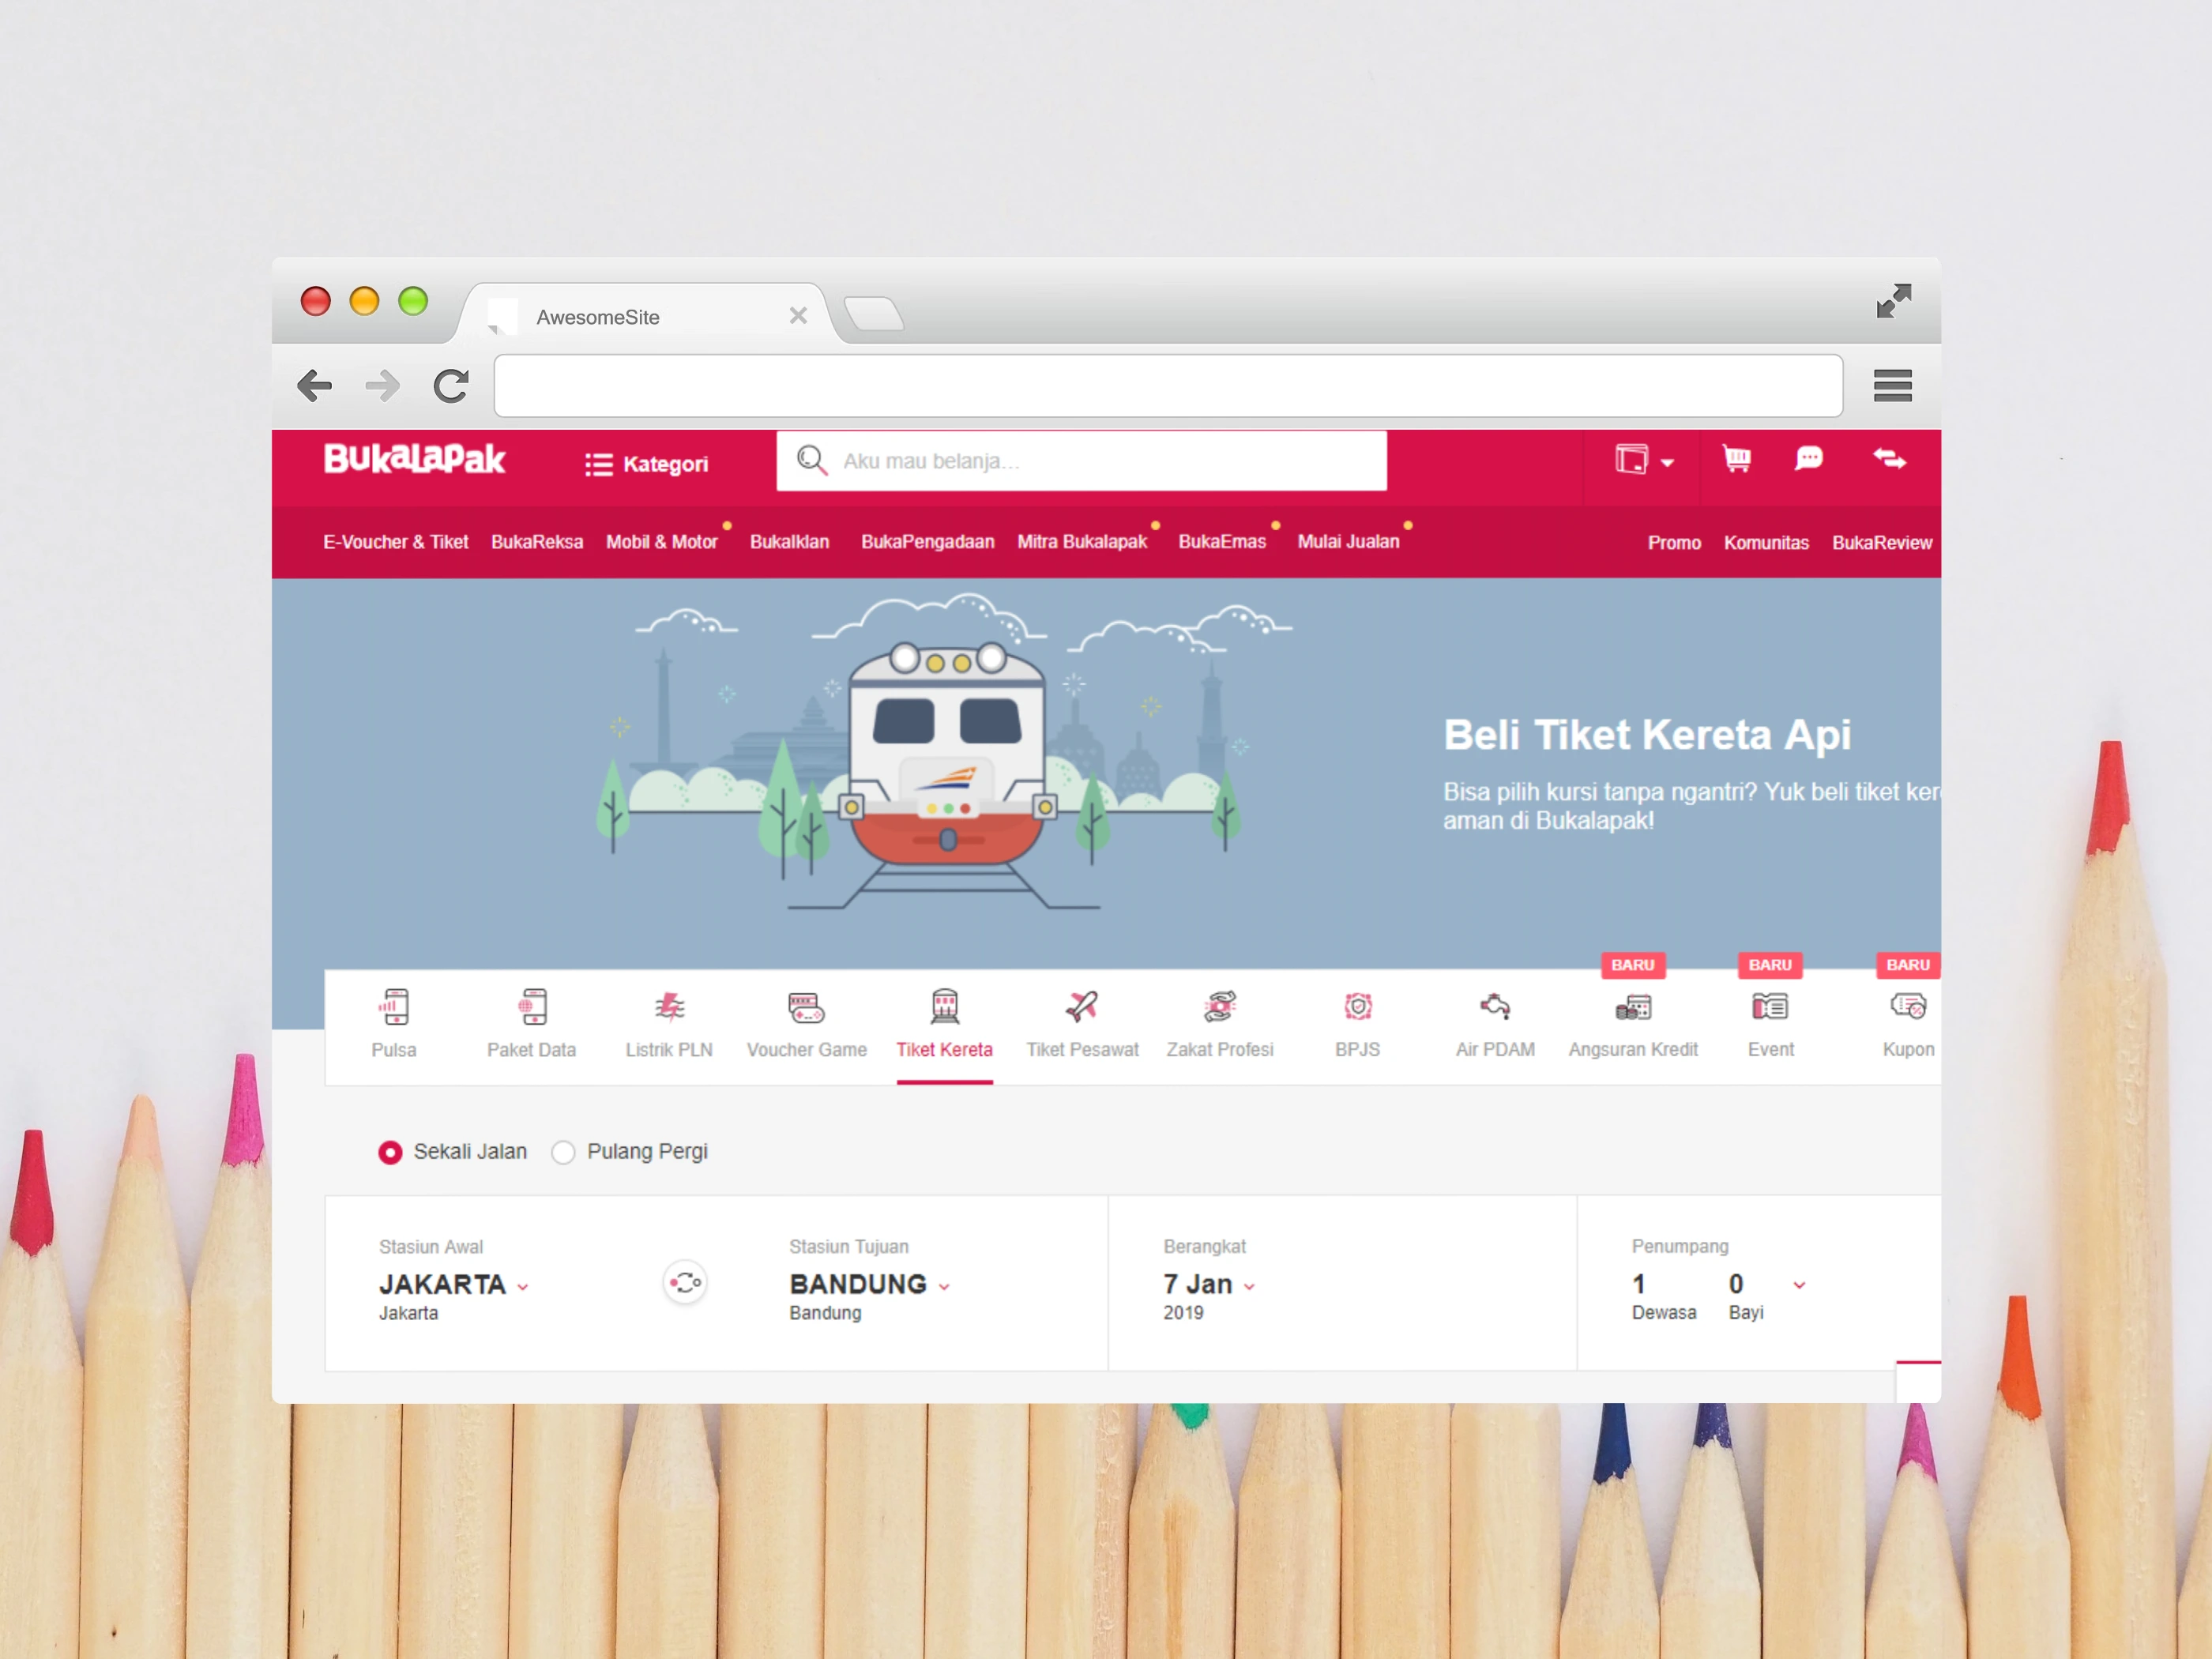 AwesomeSite
BukaLapak
Kategori
Aku mau belanja...
E-Voucher & Tiket BukaReksa Mobil & Motor BukaIklan BukaPengadaan Mitra Bukalapak BukaEmas Mulai Jualan Promo Komunitas BukaReview
Beli Tiket Kereta Api
Bisa pilih kursi tanpa ngantri? Yuk beli tiket ker
aman di Bukalapak!
BARU BARU BARU
Pulsa Paket Data Listrik PLN Voucher Game Tiket Kereta Tiket Pesawat Zakat Profesi BPJS Air PDAM Angsuran Kredit Event Kupon
Sekali Jalan Pulang Pergi
Stasiun Awal
JAKARTA
Jakarta
Stasiun Tujuan
BANDUNG
Bandung
Berangkat
7 Jan
2019
Penumpang
1 0
Dewasa Bayi